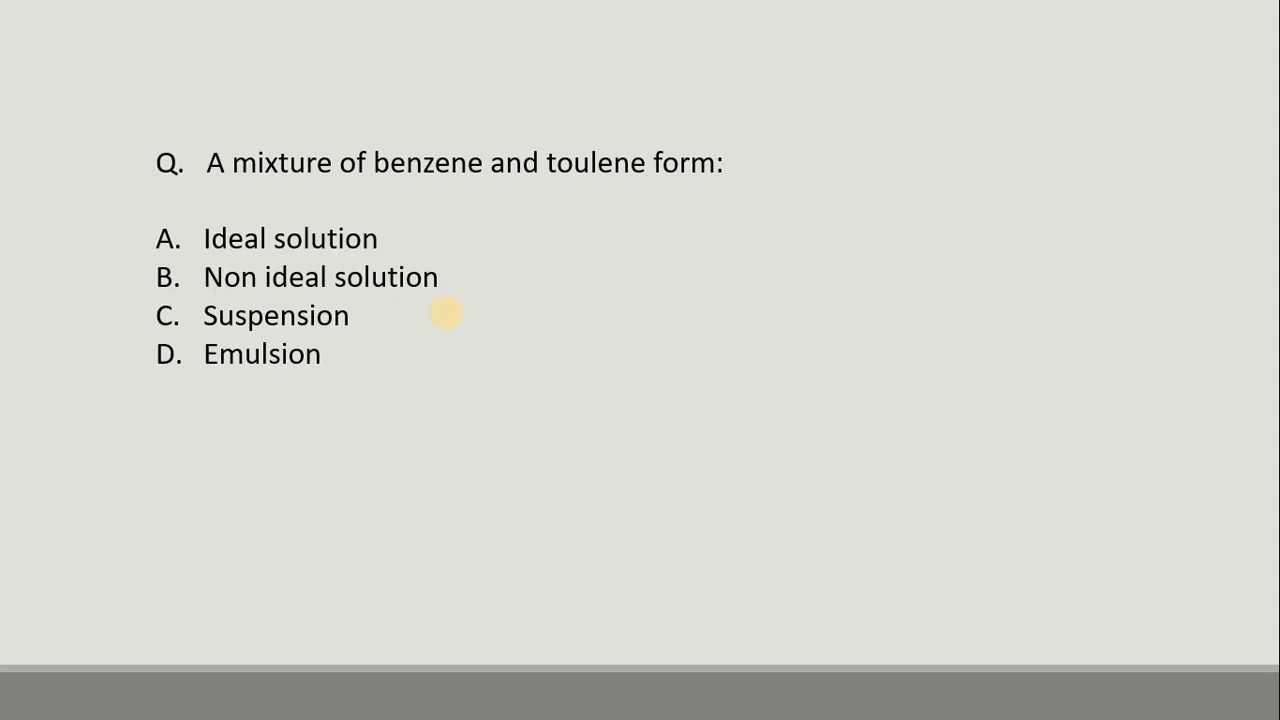 Q. A mixture of benzene and toulene form:
A. Ideal solution
B. Non ideal solution
C. Suspension
D. Emulsion